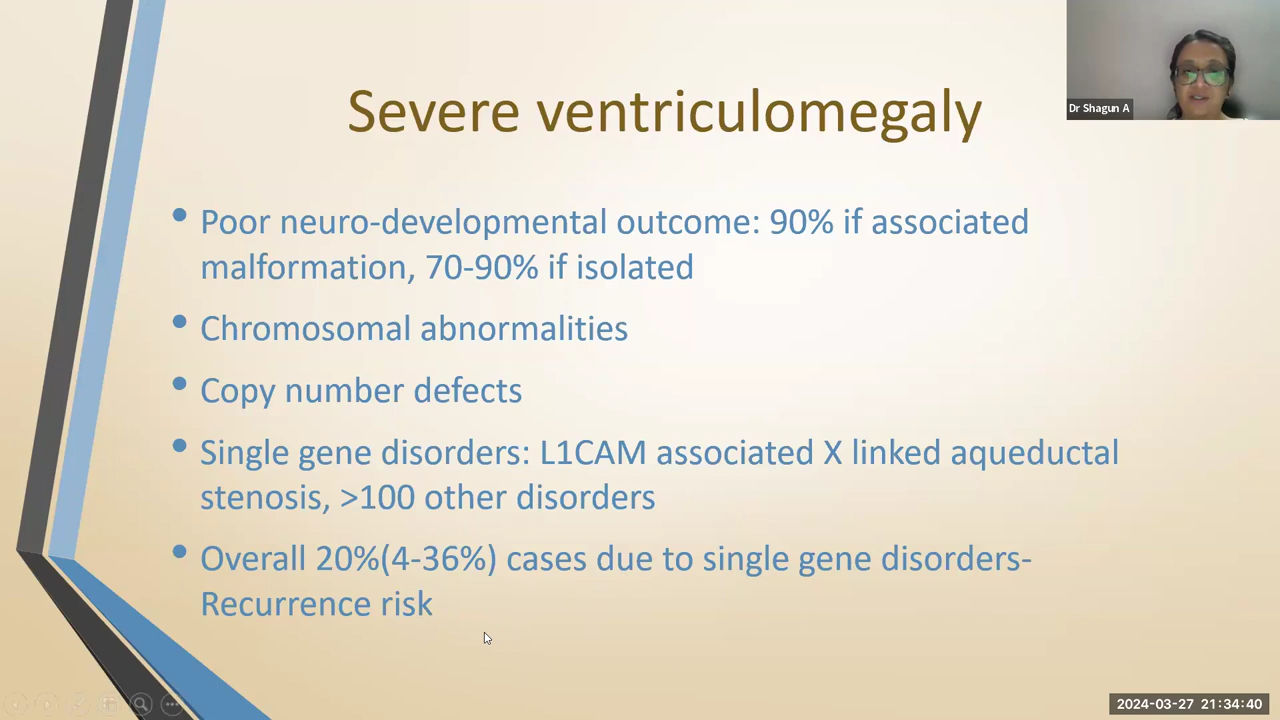 Severe ventriculomegaly
Dr Shagun A
• Poor neuro-developmental outcome: 90% if associated
malformation, 70-90% if isolated
• Chromosomal abnormalities
• Copy number defects
• Single gene disorders: L1CAM associated X linked aqueductal
stenosis, >100 other disorders
• Overall 20%(4-36%) cases due to single gene disorders-
Recurrence risk
2024-03-27 21:34:40